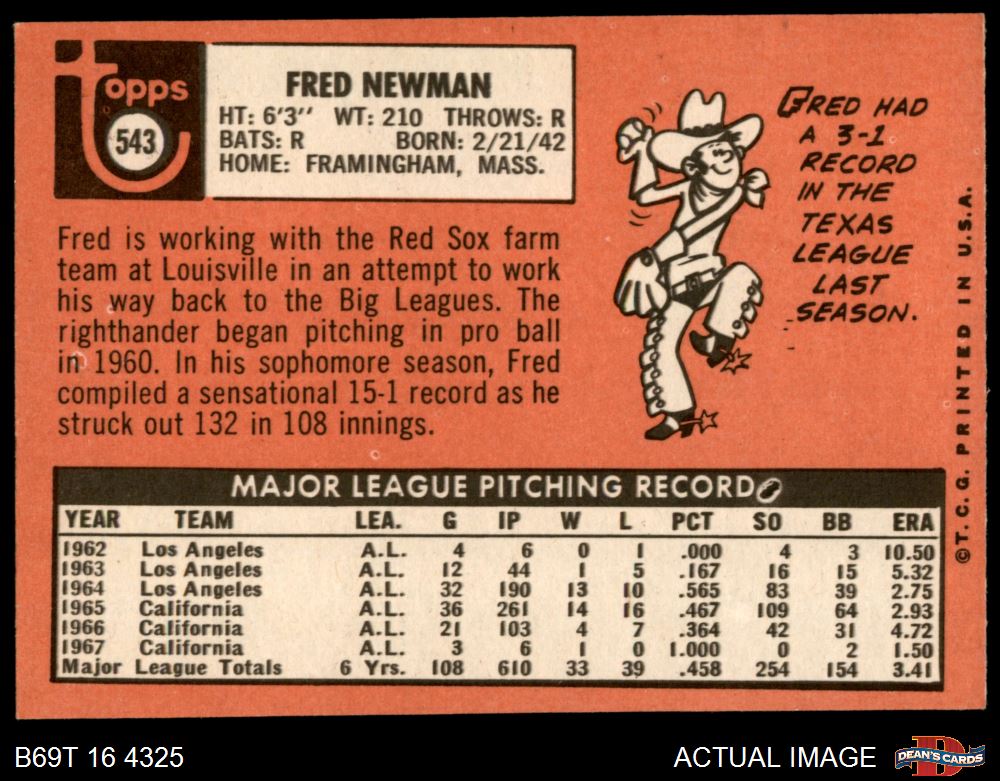 Topps
543
FRED NEWMAN
HT: 6'3" WT: 210 THROWS: R
BATS: R BORN: 2/21/42
HOME: FRAMINGHAM, MASS.
Fred is working with the Red Sox farm
team at Louisville in an attempt to work
his way back to the Big Leagues. The
righthander began pitching in pro ball
in 1960. In his sophomore season, Fred
compiled a sensational 15-1 record as he
struck out 132 in 108 innings.
FRED HAD
A 3-1
RECORD
IN THE
TEXAS
LEAGUE
LAST
SEASON.
©T.C.G. PRINTED IN U.S.A.
MAJOR LEAGUE PITCHING RECORD
YEAR TEAM LEA. G IP W L PCT SO BB ERA
1962 Los Angeles A.L. 4 6 0 1 .000 4 3 10.50
1963 Los Angeles A.L. 12 44 1 5 .167 16 15 5.32
1964 Los Angeles A.L. 32 190 13 10 .565 83 39 2.75
1965 California A.L. 36 261 14 16 .467 109 64 2.93
1966 California A.L. 21 103 4 7 .364 42 31 4.72
1967 California A.L. 3 6 1 0 1.000 0 2 1.50
Major League Totals 6 Yrs. 108 610 33 39 .458 254 154 3.41
B69T 16 4325
ACTUAL IMAGE
DEAN'S CARDS